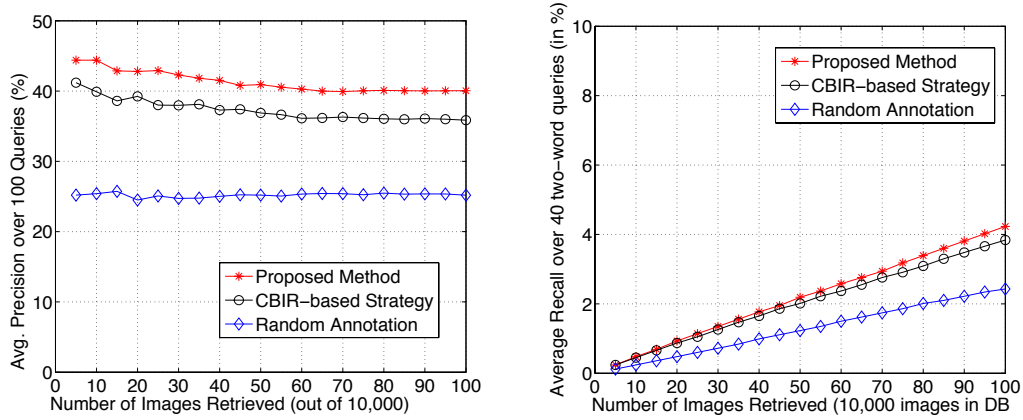 Avg. Precision over 100 Queries (%)
50
40
30
20
10
0
Proposed Method
CBIR-based Strategy
Random Annotation
0 10 20 30 40 50 60 70 80 90 100
Number of Images Retrieved (out of 10,000)
Average Recall over 40 two-word queries (in %)
10
8
6
4
2
0
Proposed Method
CBIR-based Strategy
Random Annotation
0 10 20 30 40 50 60 70 80 90 100
Number of Images Retrieved (10,000 images in DB